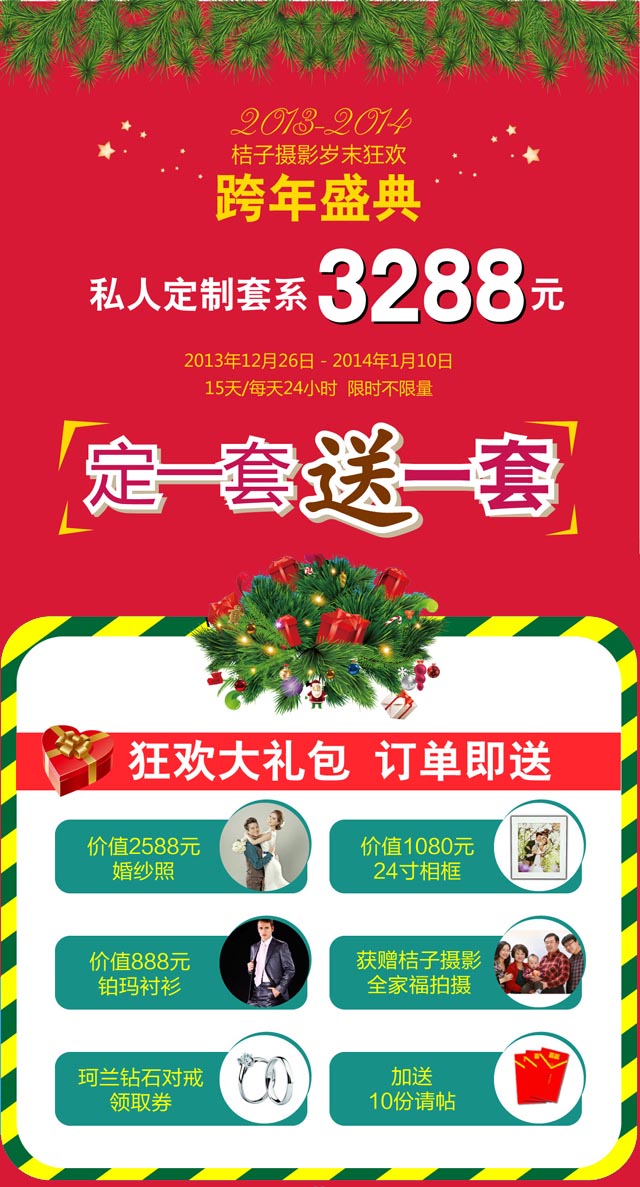 2013-2014
桔子摄影岁末狂欢
跨年盛典
私人定制套系3288元
2013年12月26日 - 2014年1月10日
15天/每天24小时 限时不限量
定一套送一套
狂欢大礼包 订单即送
价值2588元
婚纱照
价值1080元
24寸相框
价值888元
铂玛衬衫
获赠桔子摄影
全家福拍摄
珂兰钻石对戒
领取券
加送
10份请帖